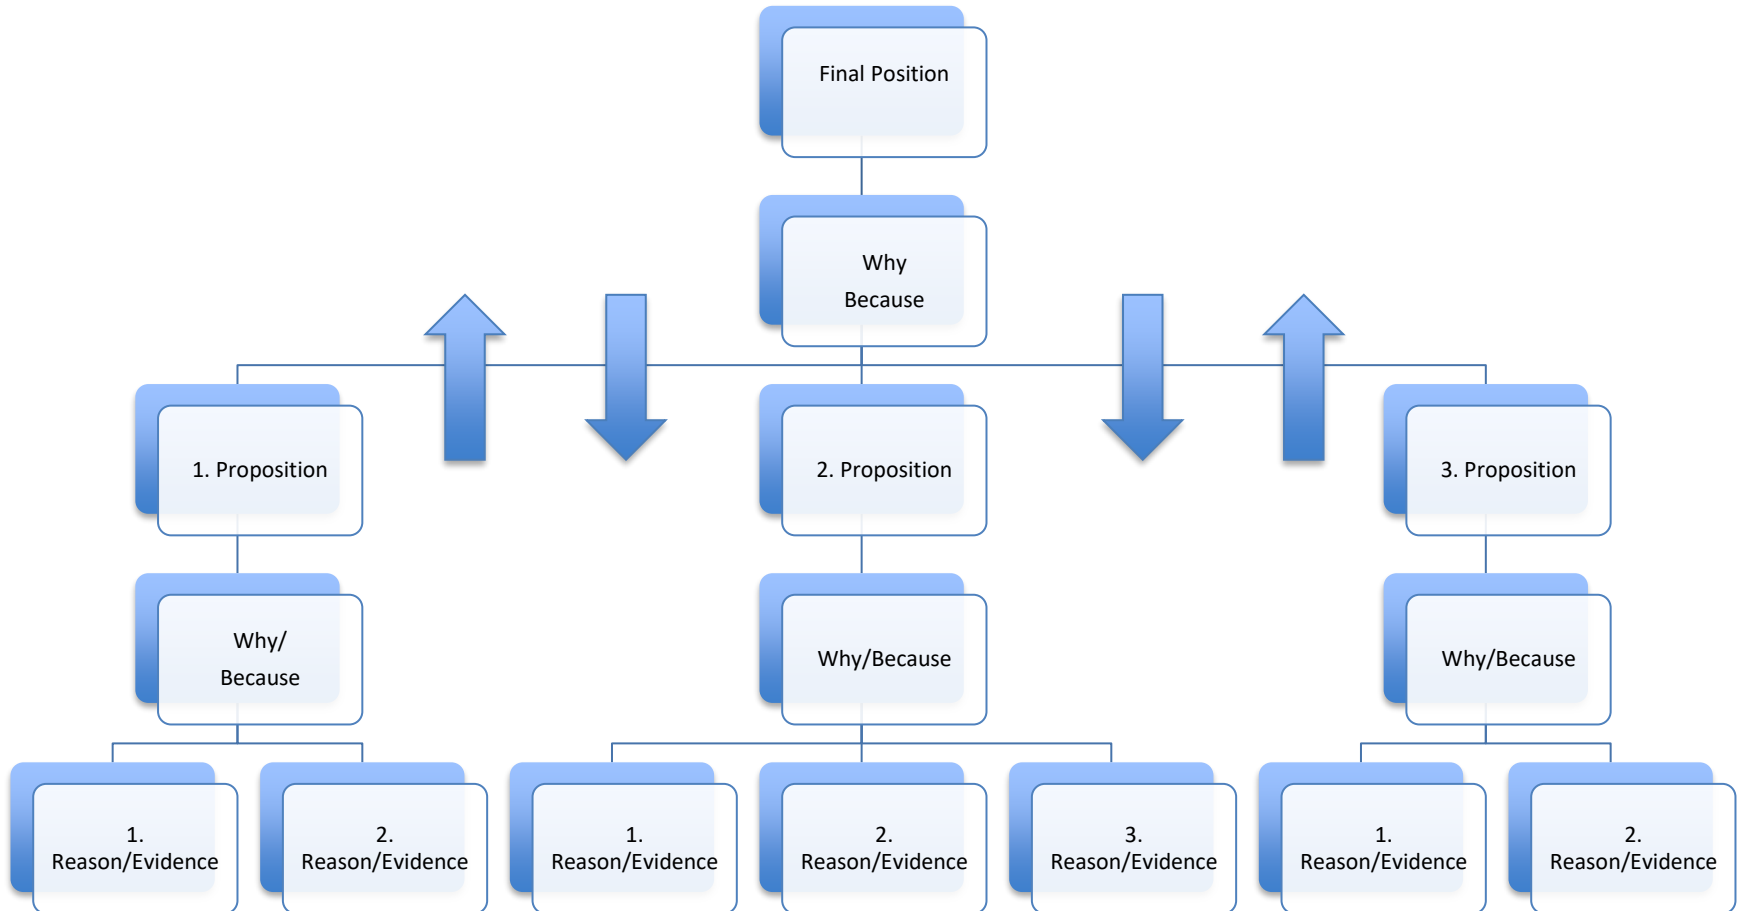 Final Position
Why
Because
1. Proposition
2. Proposition
3. Proposition
Why/
Because
Why/Because
Why/Because
1.
Reason/Evidence
2.
Reason/Evidence
1.
Reason/Evidence
2.
Reason/Evidence
3.
Reason/Evidence
1.
Reason/Evidence
2.
Reason/Evidence